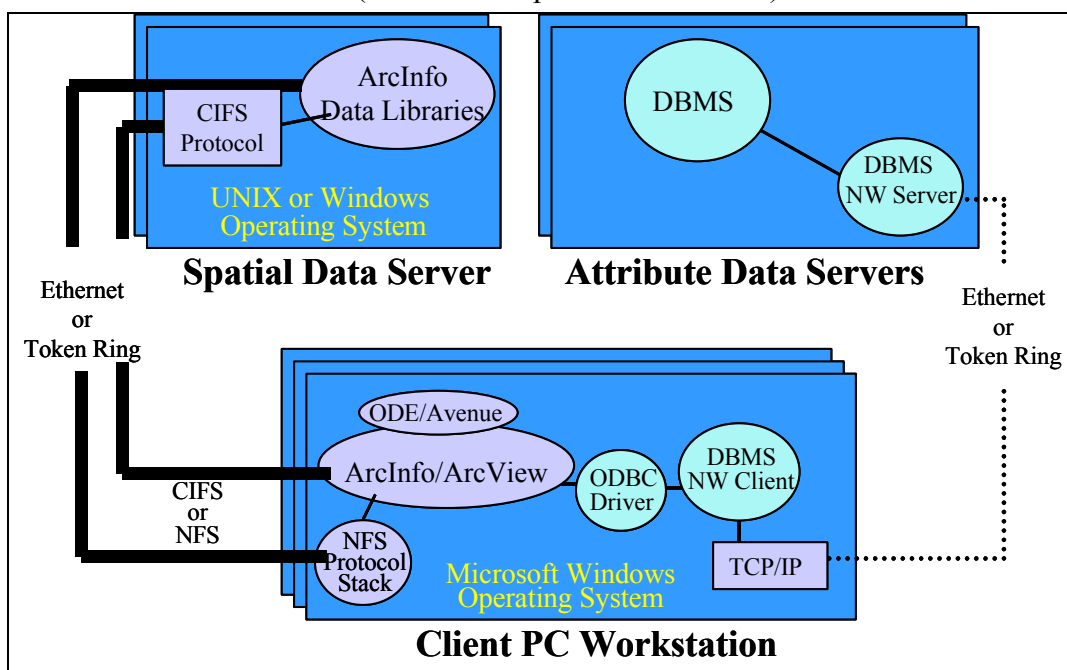 ArcInfo
Data Libraries
CIFS
Protocol
UNIX or Windows
Operating System
Spatial Data Server
DBMS
DBMS
NW Server
Attribute Data Servers
Ethernet
or
Token Ring
Ethernet
or
Token Ring
CIFS
or
NFS
ODE/Avenue
ArcInfo/ArcView
NFS
Protocol
Stack
ODBC
Driver
DBMS
NW Client
TCP/IP
Microsoft Windows
Operating System
Client PC Workstation